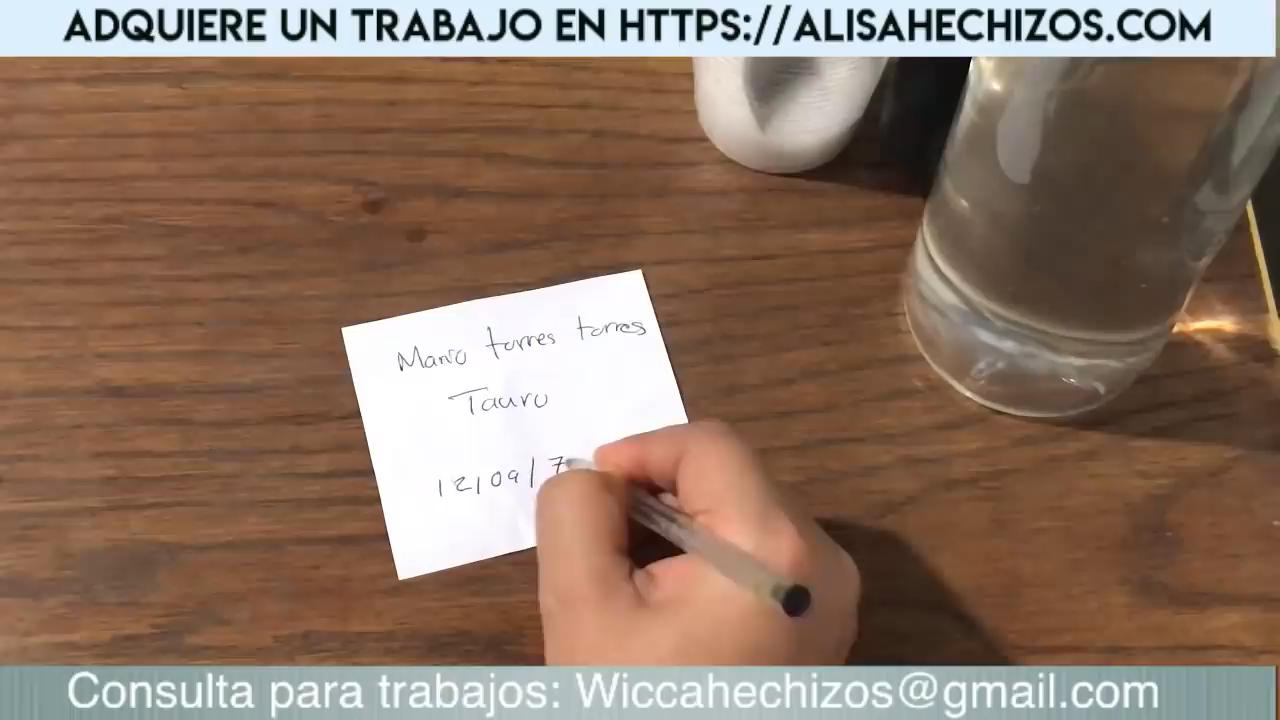 ADQUIERE UN TRABAJO EN HTTPS://ALISAHECHIZOS.COM
Mario torres torres
Tauro
12/09/7
Consulta para trabajos: Wiccahechizos@gmail.com